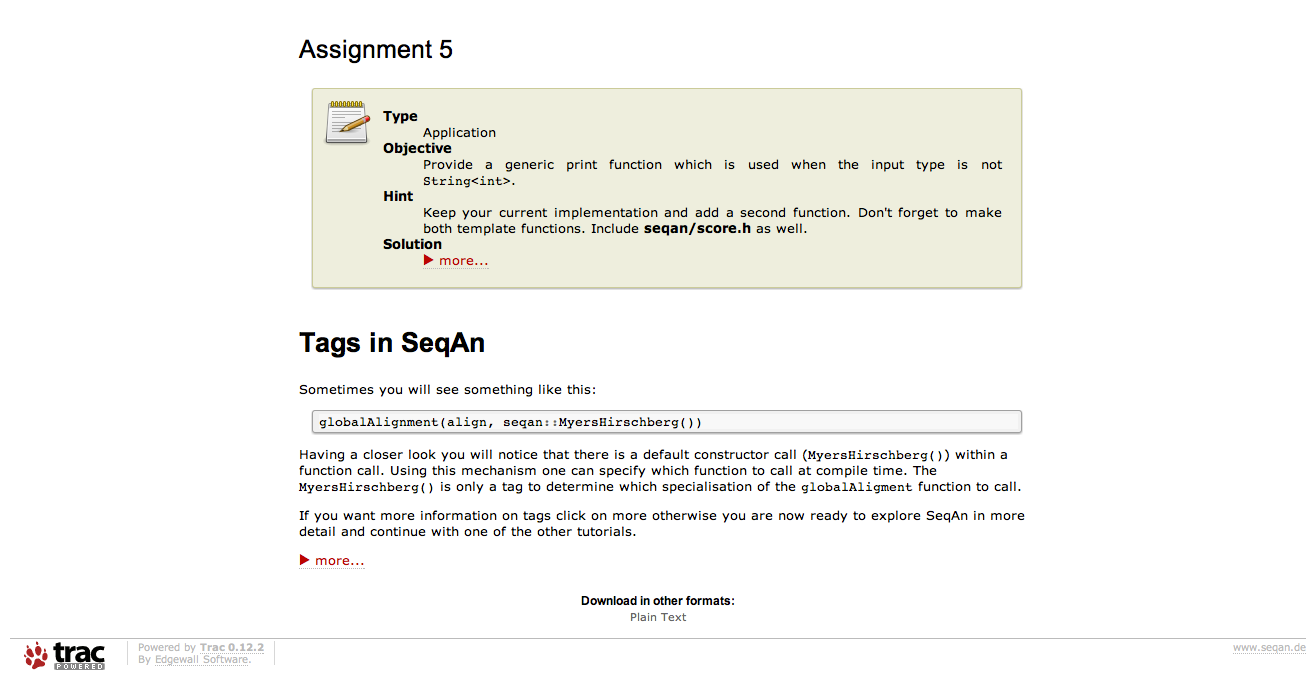 Assignment 5
Type
Application
Objective
Provide a generic print function which is used when the input type is not
String<int>.
Hint
Keep your current implementation and add a second function. Don't forget to make
both template functions. Include seqan/score.h as well.
Solution
more...
Tags in SeqAn
Sometimes you will see something like this:
globalAlignment(align, seqan::MyersHirschberg())
Having a closer look you will notice that there is a default constructor call (MyersHirschberg()) within a
function call. Using this mechanism one can specify which function to call at compile time. The
MyersHirschberg() is only a tag to determine which specialisation of the globalAligment function to call.
If you want more information on tags click on more otherwise you are now ready to explore SeqAn in more
detail and continue with one of the other tutorials.
more...
Download in other formats:
Plain Text
trac
POWERED
Powered by Trac 0.12.2
By Edgewall Software.
www.seqan.de